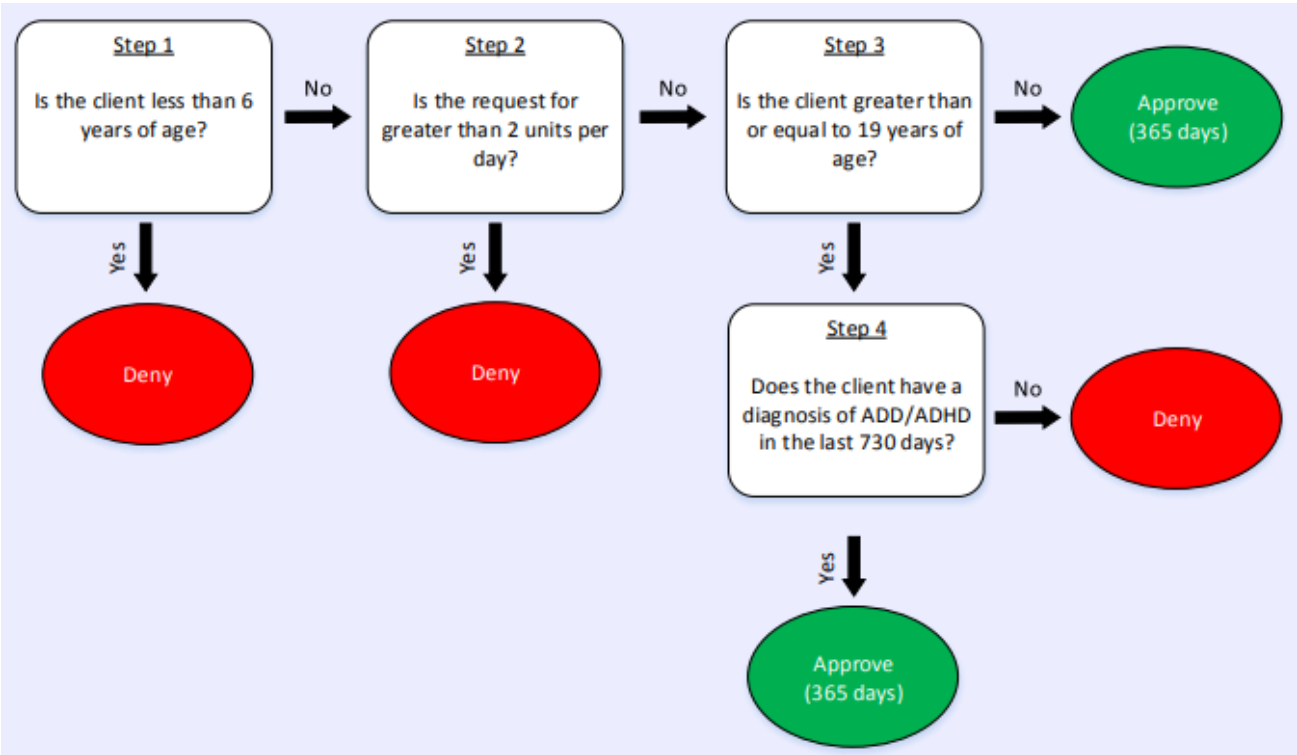 Step 1
Is the client less than 6
years of age?
No
Step 2
Is the request for
greater than 2 units per
day?
No
Step 3
Is the client greater than
or equal to 19 years of
age?
No
Approve
(365 days)
Yes
Deny
Yes
Deny
Yes
Step 4
Does the client have a
diagnosis of ADD/ADHD
in the last 730 days?
No
Deny
Yes
Approve
(365 days)